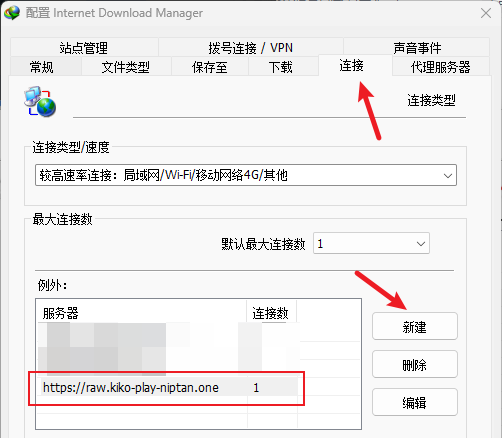 配置 Internet Download Manager
站点管理 拨号连接 / VPN 声音事件
常规 文件类型 保存至 下载 连接 代理服务器
连接类型
连接类型/速度
较高速率连接：局域网/Wi-Fi/移动网络4G/其他
最大连接数
默认最大连接数 1
例外：
服务器 连接数
新建
删除
https://raw.kiko-play-niptan.one 1
编辑